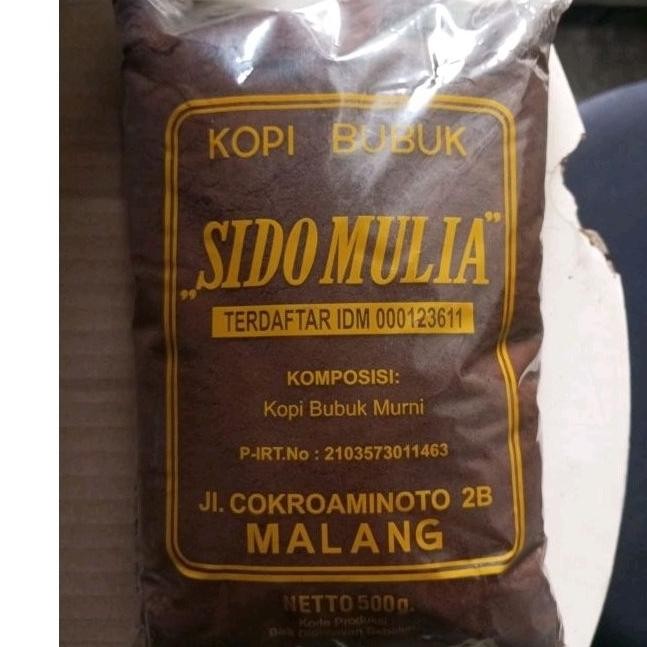 KOPI BUBUK
„SIDO MULIA”
TERDAFTAR IDM 000123611
KOMPOSISI:
Kopi Bubuk Murni
P-IRT.No : 2103573011463
Jl. COKROAMINOTO 2B
MALANG
NETTO 500g.
Kode Produksi